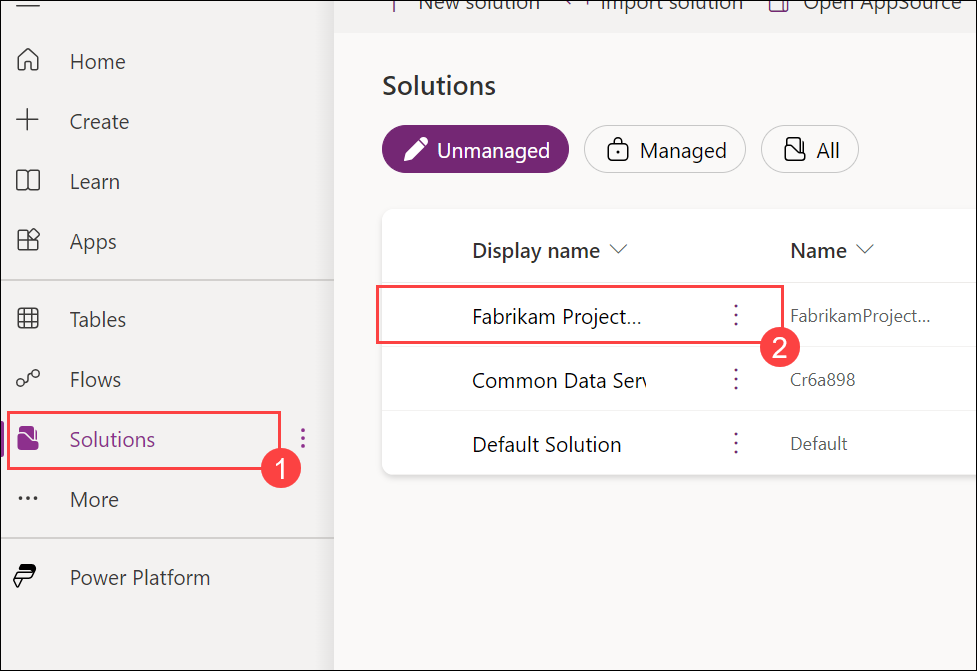 New solution Import solution Open AppSource
Home
Create
Learn
Apps
Tables
Flows
Solutions
1
More
Power Platform
Solutions
Unmanaged Managed All
Display name Name
Fabrikam Project... FabrikamProject...
2
Common Data Serv Cr6a898
Default Solution Default